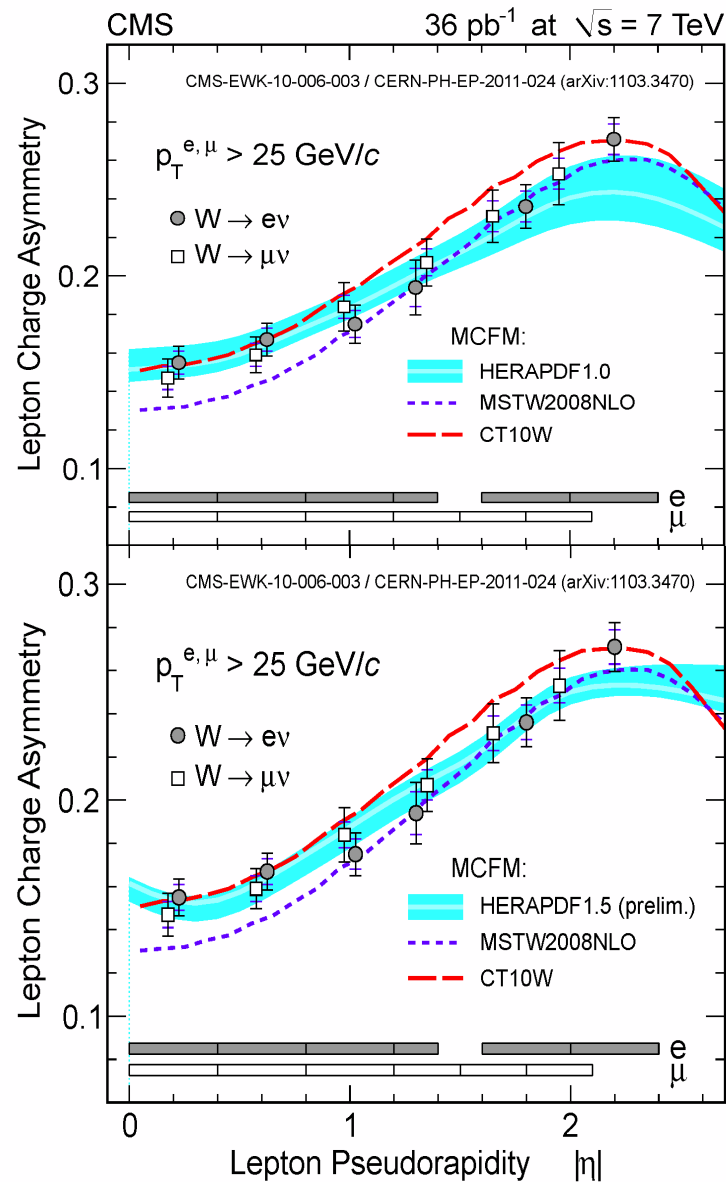 CMS 36 pb⁻¹ at √s = 7 TeV
Lepton Charge Asymmetry
0.3
0.2
0.1
CMS-EWK-10-006-003 / CERN-PH-EP-2011-024 (arXiv:1103.3470)
p_T^{e, μ} > 25 GeV/c
W → eν
W → μν
MCFM:
HERAPDF1.0
MSTW2008NLO
CT10W
e
μ
Lepton Charge Asymmetry
0.3
0.2
0.1
CMS-EWK-10-006-003 / CERN-PH-EP-2011-024 (arXiv:1103.3470)
p_T^{e, μ} > 25 GeV/c
W → eν
W → μν
MCFM:
HERAPDF1.5 (prelim.)
MSTW2008NLO
CT10W
e
μ
0 1 2
Lepton Pseudorapidity |η|